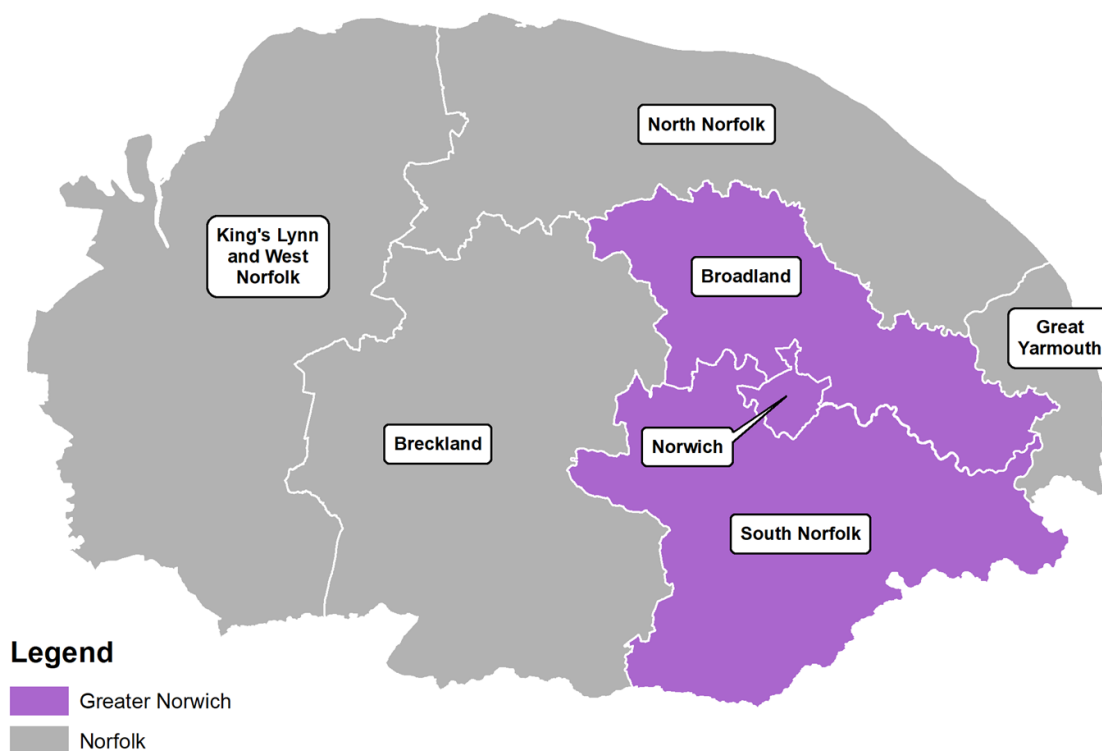 North Norfolk
King's Lynn
and West
Norfolk
Broadland
Great
Yarmouth
Breckland
Norwich
South Norfolk
Legend
Greater Norwich
Norfolk